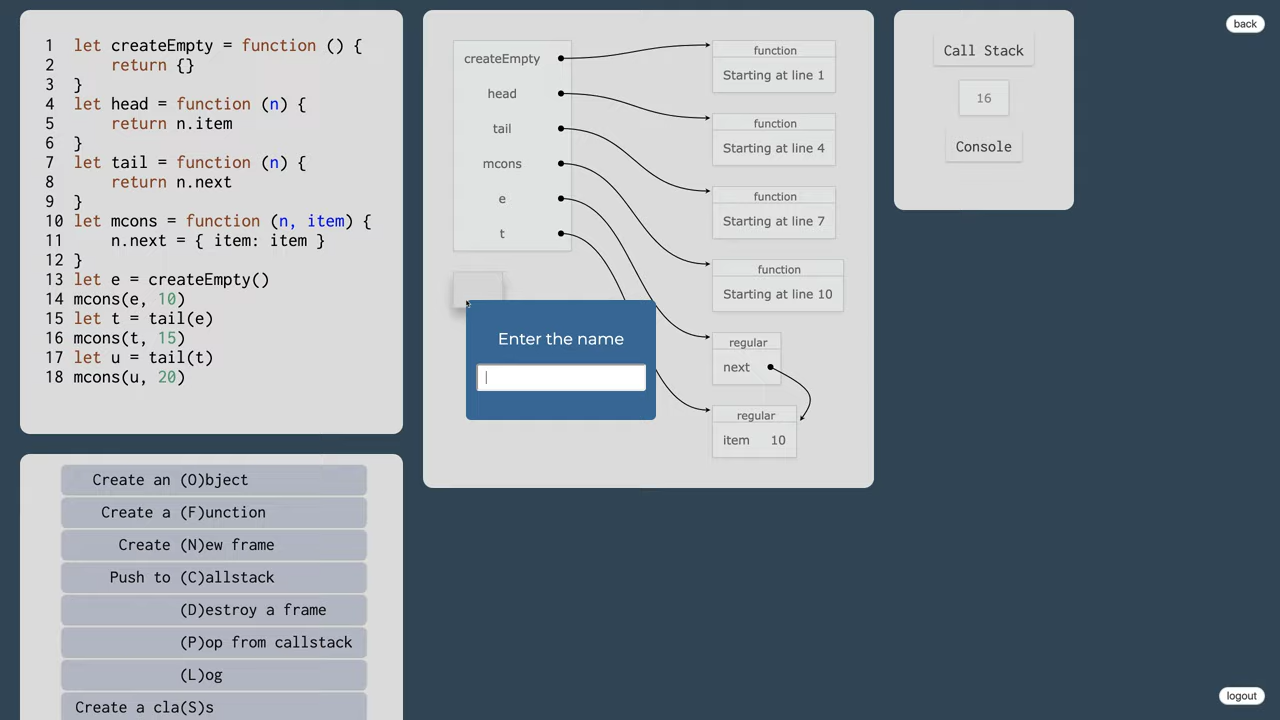 1 let createEmpty = function () {
2     return {}
3 }
4 let head = function (n) {
5     return n.item
6 }
7 let tail = function (n) {
8     return n.next
9 }
10 let mcons = function (n, item) {
11     n.next = { item: item }
12 }
13 let e = createEmpty()
14 mcons(e, 10)
15 let t = tail(e)
16 mcons(t, 15)
17 let u = tail(t)
18 mcons(u, 20)
Create an (O)bject
Create a (F)unction
Create (N)ew frame
Push to (C)allstack
(D)estroy a frame
(P)op from callstack
(L)og
Create a cla(S)s
createEmpty
head
tail
mcons
e
t
Enter the name
function
Starting at line 1
function
Starting at line 4
function
Starting at line 7
function
Starting at line 10
regular
next
regular
item 10
Call Stack
16
Console
back
logout